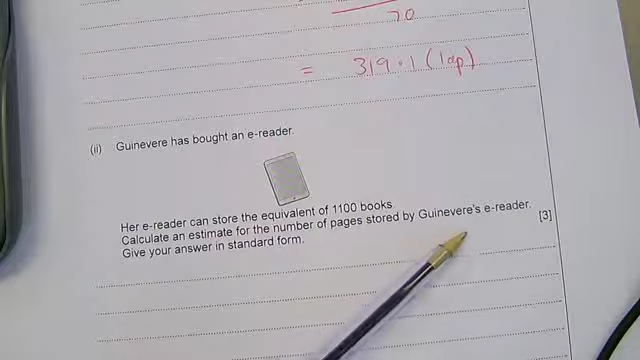 70
= 319.1 (1dp)
(ii) Guinevere has bought an e-reader.
Her e-reader can store the equivalent of 1100 books.
Calculate an estimate for the number of pages stored by Guinevere's e-reader.
Give your answer in standard form.
[3]